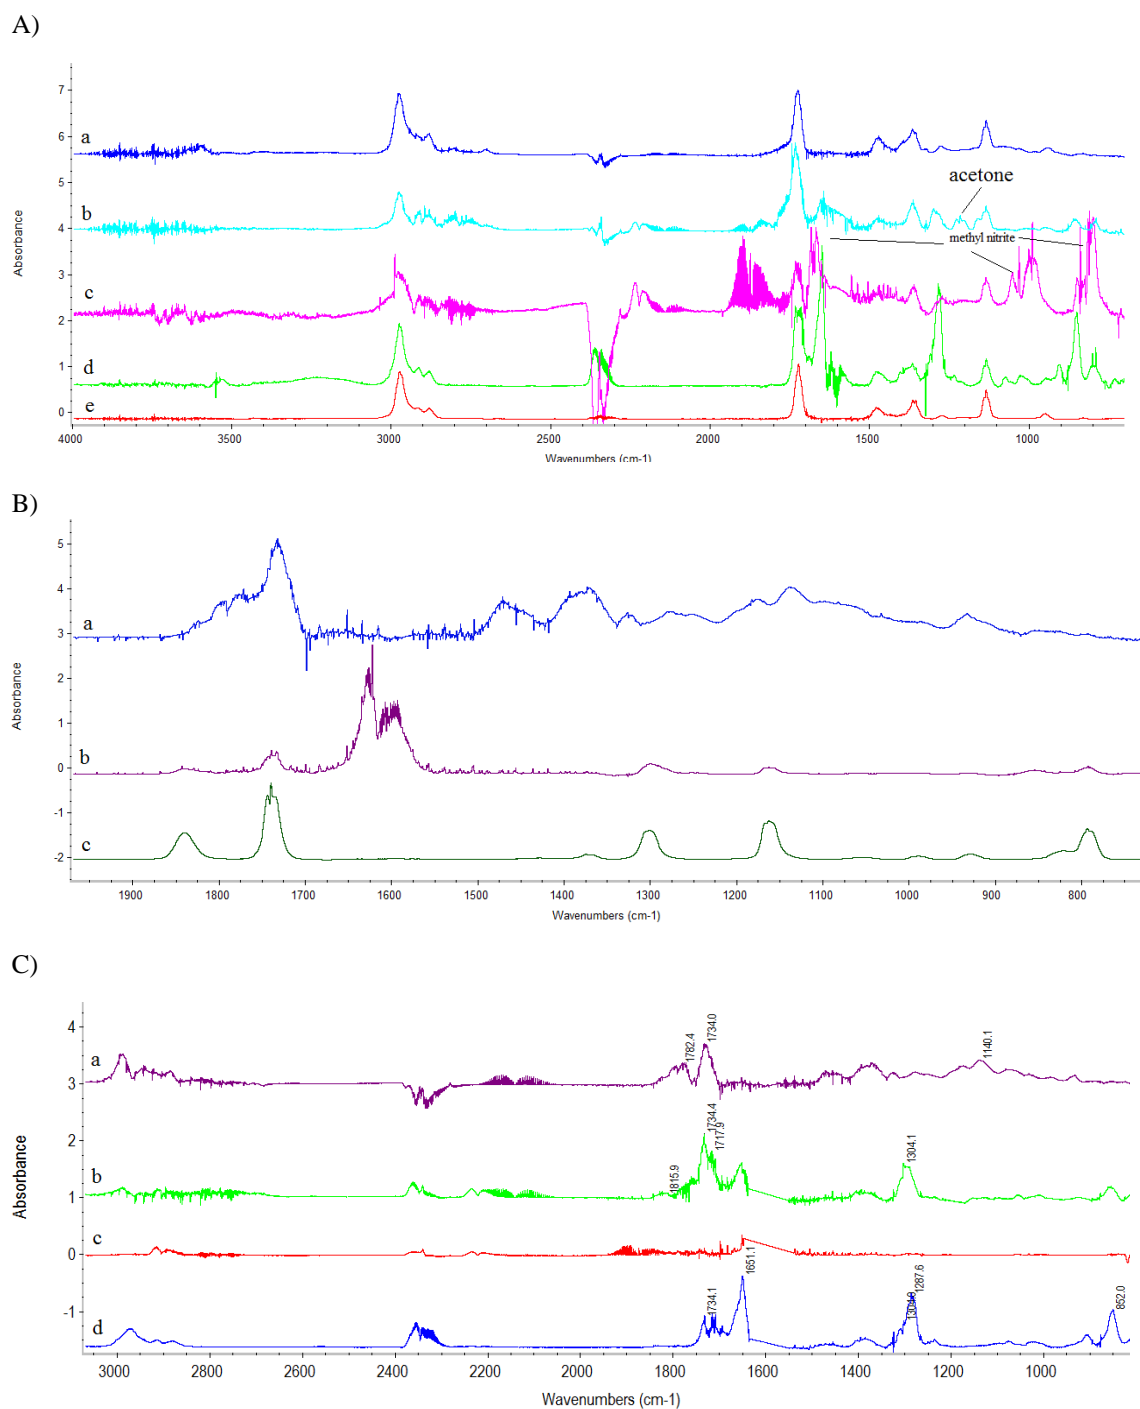 A)
7
a
6
acetone
5
b
4
methyl nitrite
Absorbance
3
c
2
d
1
e
0
4000 3500 3000 2500 2000 1500 1000
Wavenumbers (cm-1)
B)
5
4
a
3
2
Absorbance
1
b
0
-1
c
-2
1900 1800 1700 1600 1500 1400 1300 1200 1100 1000 900 800
Wavenumbers (cm-1)
C)
4
a
1782.4
1734.0
1140.1
3
2
Absorbance
b
1815.9
1734.4
1717.9
1304.1
1
c
0
-1
d
1734.1
1651.1
1287.6
852.0
3000 2800 2600 2400 2200 2000 1800 1600 1400 1200 1000
Wavenumbers (cm-1)